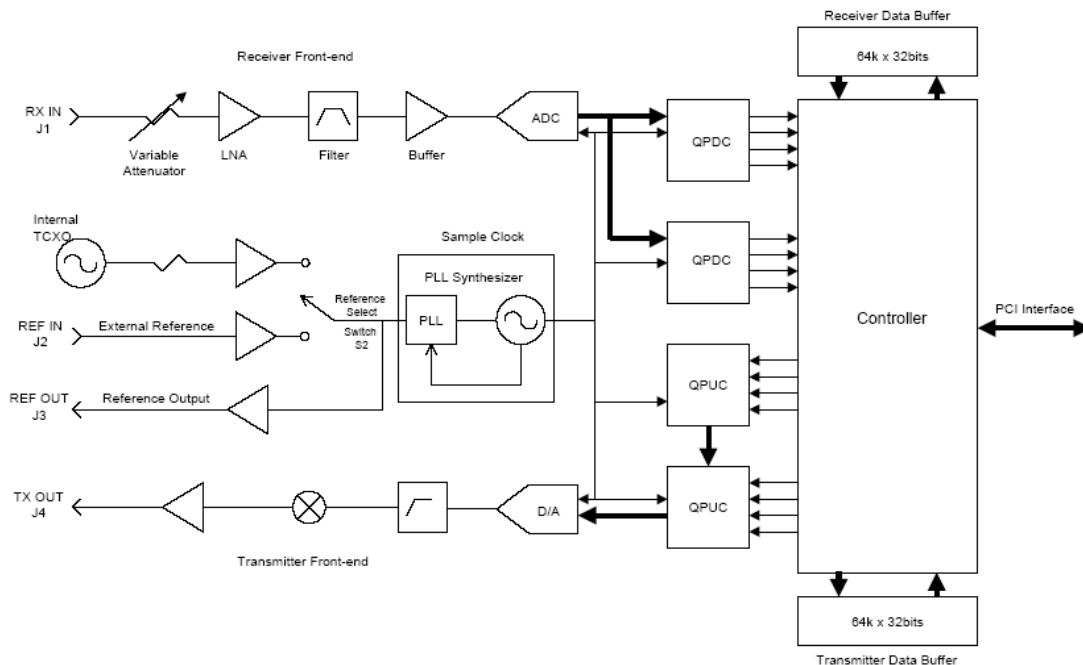 Receiver Data Buffer
64k x 32bits
Receiver Front-end
RX IN
J1
Variable
Attenuator
LNA
Filter
Buffer
ADC
QPDC
Internal
TCXO
Sample Clock
PLL Synthesizer
QPDC
Reference
Select
Switch
S2
PLL
Controller
PCI Interface
REF IN
J2
External Reference
REF OUT
J3
Reference Output
QPUC
TX OUT
J4
D/A
QPUC
Transmitter Front-end
64k x 32bits
Transmitter Data Buffer